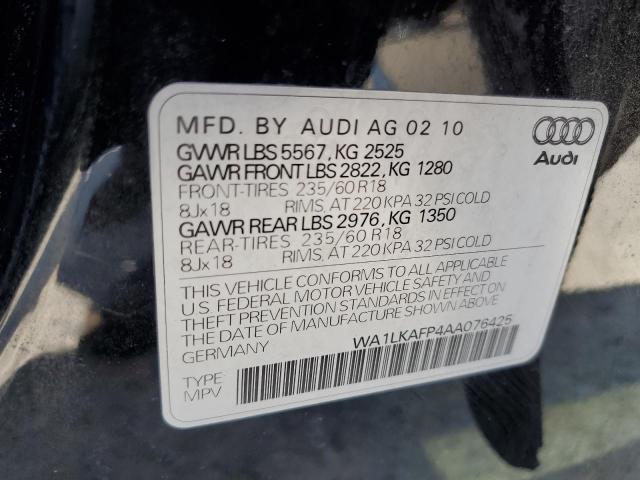 MFD. BY AUDI AG 02 10
Audi
GVWR LBS 5567, KG 2525
GAWR FRONT LBS 2822, KG 1280
FRONT-TIRES 235/60 R18
8Jx18 RIMS, AT 220 KPA 32 PSI COLD
GAWR REAR LBS 2976, KG 1350
REAR-TIRES 235/60 R18
8Jx18 RIMS, AT 220 KPA 32 PSI COLD
THIS VEHICLE CONFORMS TO ALL APPLICABLE
U.S. FEDERAL MOTOR VEHICLE SAFETY AND
THEFT PREVENTION STANDARDS IN EFFECT ON
THE DATE OF MANUFACTURE SHOWN ABOVE.
GERMANY
WA1LKAFP4AA076425
TYPE
MPV